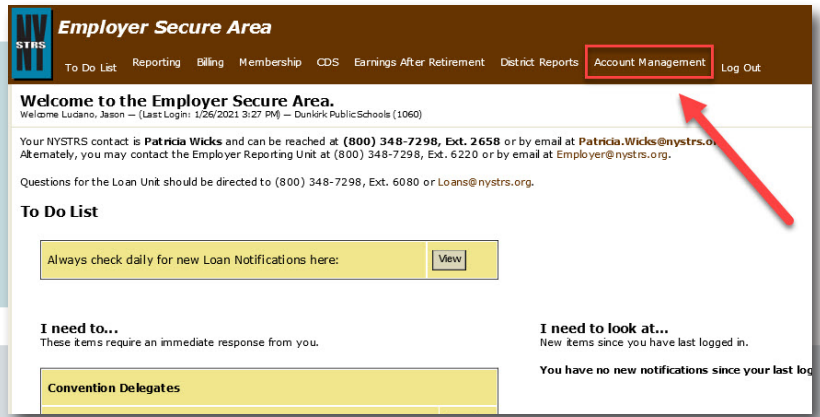 NY
STRS
NY
Employer Secure Area
To Do List Reporting Billing Membership CDS Earnings After Retirement District Reports Account Management Log Out
Welcome to the Employer Secure Area.
Welcome Luciano, Jason — (Last Login: 1/26/2021 3:27 PM) — Dunkirk Public Schools (1060)
Your NYSTRS contact is Patricia Wicks and can be reached at (800) 348-7298, Ext. 2658 or by email at Patricia.Wicks@nystrs.o
Alternately, you may contact the Employer Reporting Unit at (800) 348-7298, Ext. 6220 or by email at Employer@nystrs.org.
Questions for the Loan Unit should be directed to (800) 348-7298, Ext. 6080 or Loans@nystrs.org.
To Do List
Always check daily for new Loan Notifications here: View
I need to...
These items require an immediate response from you.
Convention Delegates
I need to look at...
New items since you have last logged in.
You have no new notifications since your last log